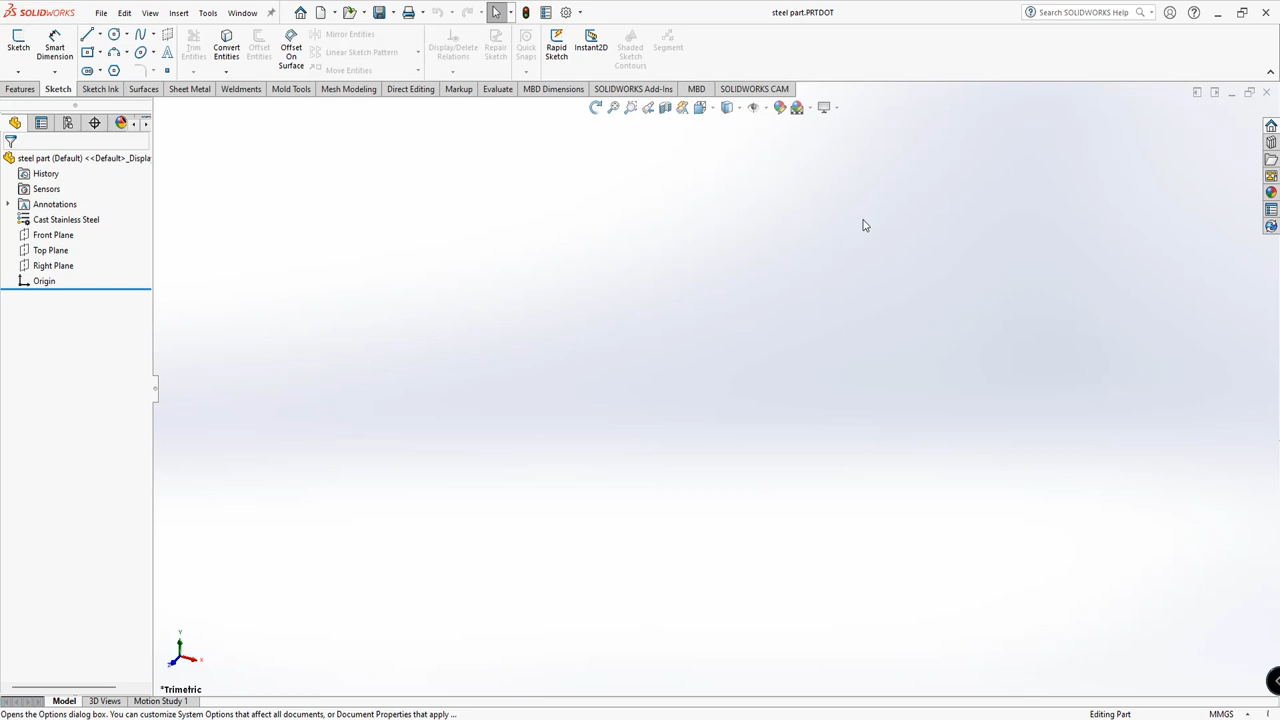 SOLIDWORKS File Edit View Insert Tools Window steel part.PRTDOT Search SOLIDWORKS Help
Sketch Smart Dimension Trim Entities Convert Entities Offset Entities Offset On Surface Mirror Entities Linear Sketch Pattern Move Entities Display/Delete Relations Repair Sketch Quick Snaps Rapid Sketch Instant2D Shaded Sketch Contours Segment
Features Sketch Sketch Ink Surfaces Sheet Metal Weldments Mold Tools Mesh Modeling Direct Editing Markup Evaluate MBD Dimensions SOLIDWORKS Add-Ins MBD SOLIDWORKS CAM
steel part (Default) <<Default>_Displa
History
Sensors
Annotations
Cast Stainless Steel
Front Plane
Top Plane
Right Plane
Origin
Y
X
Z
*Trimetric
Model 3D Views Motion Study 1
Opens the Options dialog box. You can customize System Options that affect all documents, or Document Properties that apply ... Editing Part MMGS